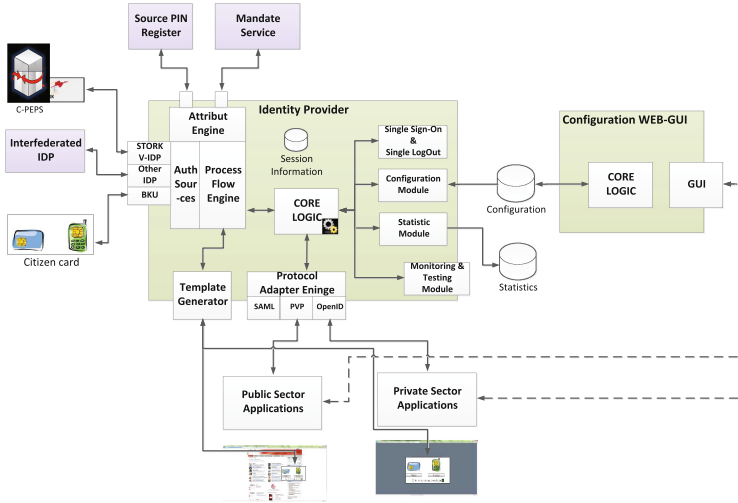 Source PIN
Register
Mandate
Service
C-PEPS
Identity Provider
Attribut
Engine
Session
Information
Single Sign-On
&
Single LogOut
Configuration WEB-GUI
Interfederated
IDP
STORK
V-IDP
Other
IDP
BKU
Auth
Sour-
-ces
Process
Flow
Engine
CORE
LOGIC
Configuration
Module
Configuration
CORE
LOGIC
GUI
Statistic
Module
Statistics
Citizen card
Template
Generator
Protocol
Adapter Eninge
SAML
PVP
OpenID
Monitoring &
Testing
Module
Public Sector
Applications
Private Sector
Applications